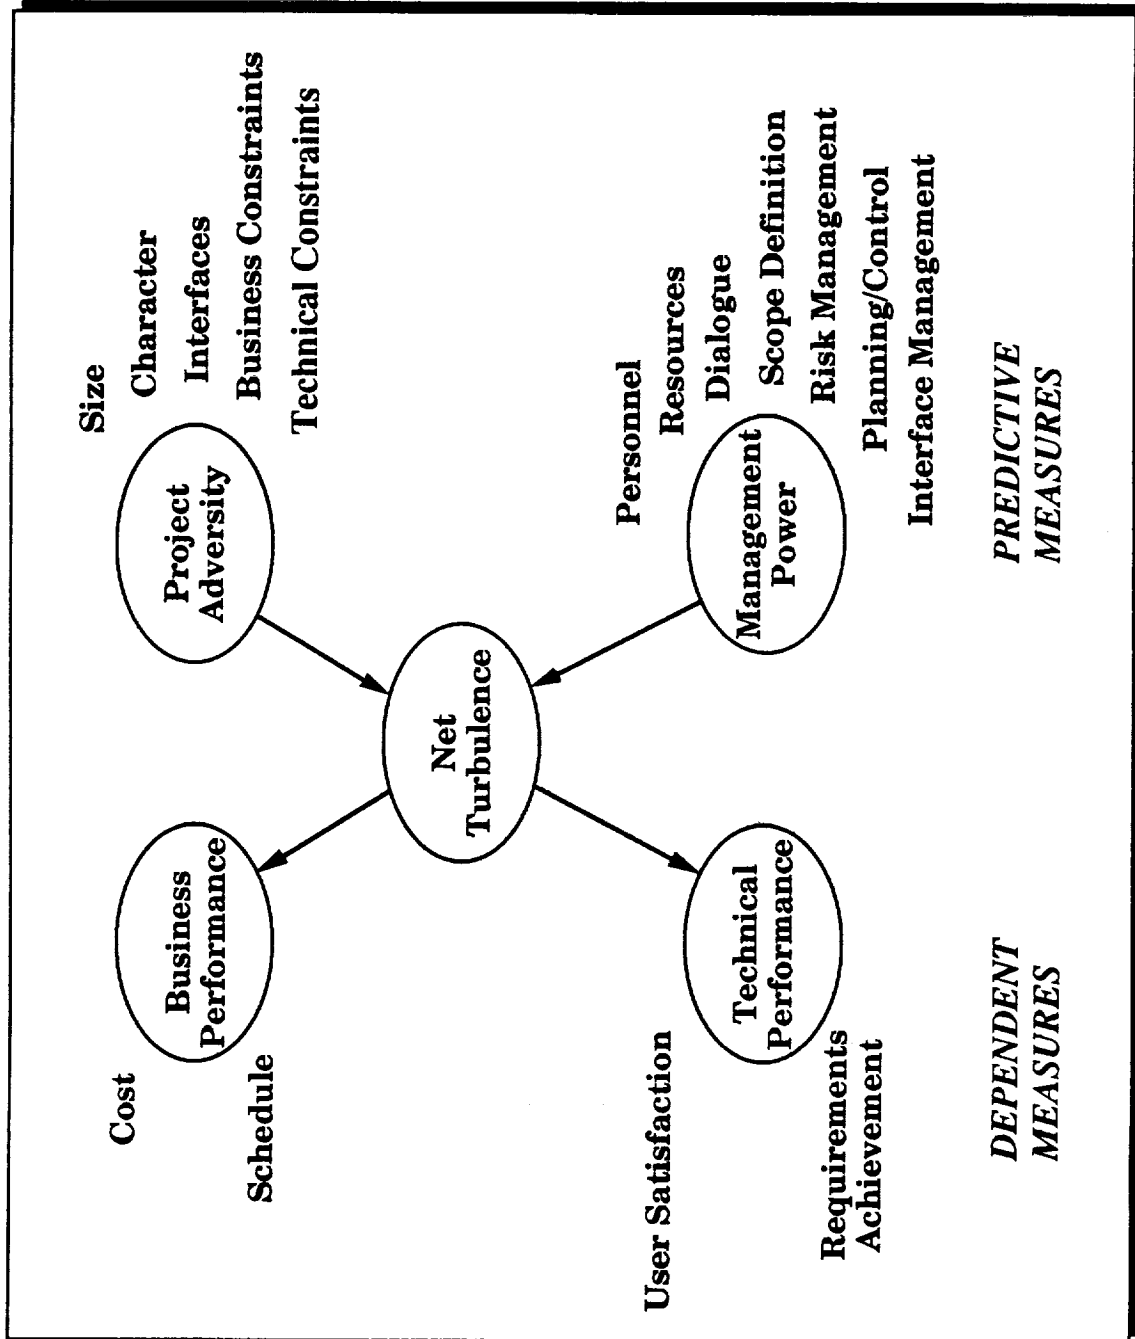 Cost
Business
Performance
Schedule
Project
Adversity
Size
Character
Interfaces
Business Constraints
Technical Constraints
Net
Turbulence
User Satisfaction
Technical
Performance
Requirements
Achievement
Management
Power
Personnel
Resources
Dialogue
Scope Definition
Risk Management
Planning/Control
Interface Management
DEPENDENT
MEASURES
PREDICTIVE
MEASURES